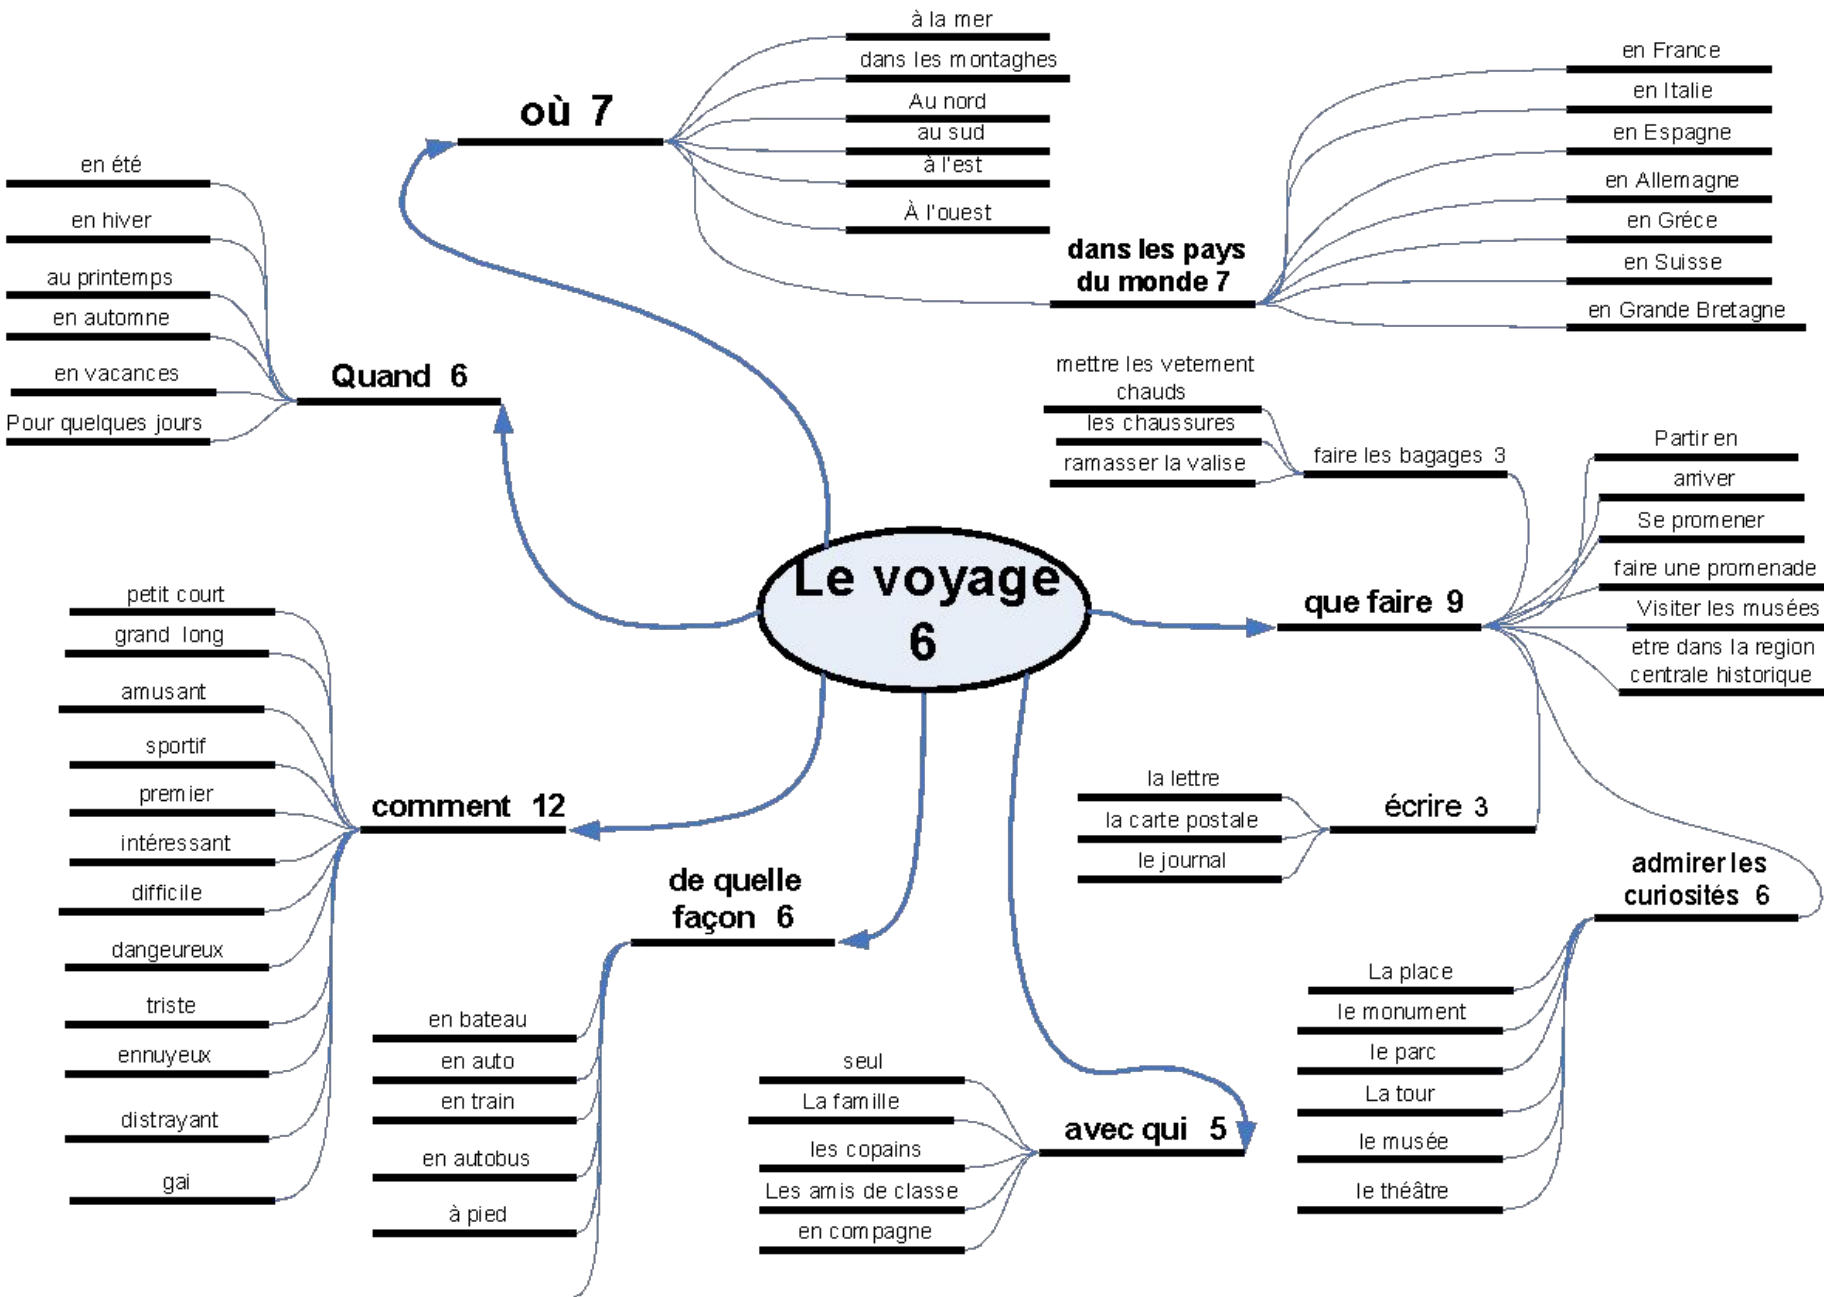 Le voyage
6
où 7
à la mer
dans les montaghes
Au nord
au sud
à l'est
À l'ouest
dans les pays
du monde 7
en France
en Italie
en Espagne
en Allemagne
en Gréce
en Suisse
en Grande Bretagne
Quand 6
en été
en hiver
au printemps
en automne
en vacances
Pour quelques jours
que faire 9
faire les bagages 3
mettre les vetement
chauds
les chaussures
ramasser la valise
Partir en
arriver
Se promener
faire une promenade
Visiter les musées
etre dans la region
centrale historique
écrire 3
la lettre
la carte postale
le journal
admirer les
curiosités 6
La place
le monument
le parc
La tour
le musée
le théâtre
comment 12
petit court
grand long
amusant
sportif
premier
intéressant
difficile
dangeureux
triste
ennuyeux
distrayant
gai
de quelle
façon 6
en bateau
en auto
en train
en autobus
à pied
avec qui 5
seul
La famille
les copains
Les amis de classe
en compagne